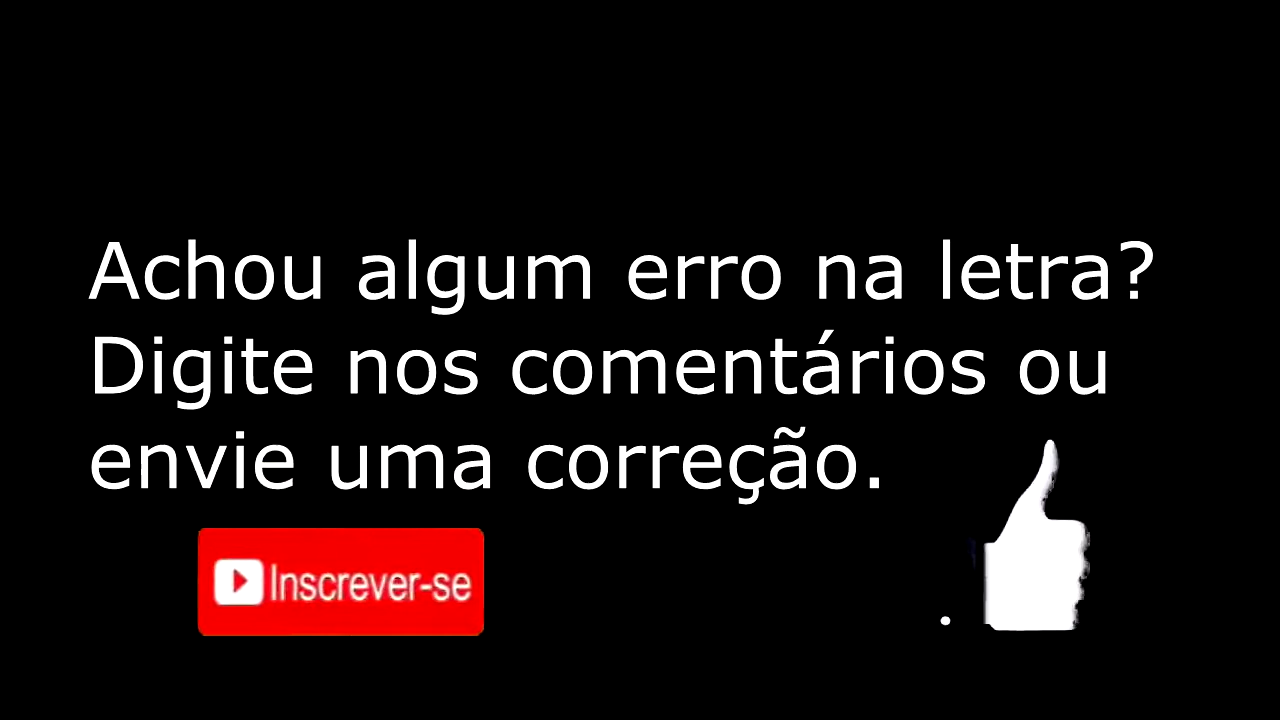 Achou algum erro na letra?
Digite nos comentários ou
envie uma correção.
Inscrever-se